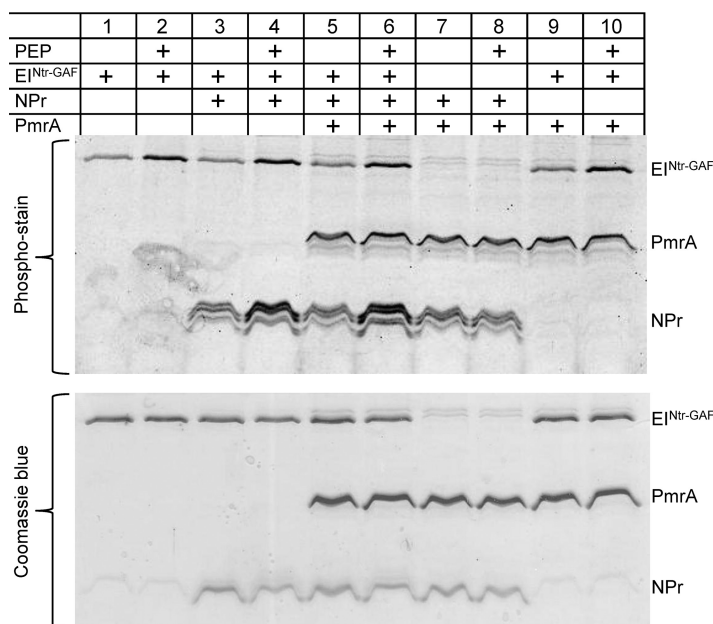 1 2 3 4 5 6 7 8 9 10
PEP + + + + +
EI^Ntr-GAF + + + + + + + +
NPr + + + + + +
PmrA + + + + + +
Phospho-stain
EI^Ntr-GAF
PmrA
NPr
Coomassie blue
EI^Ntr-GAF
PmrA
NPr